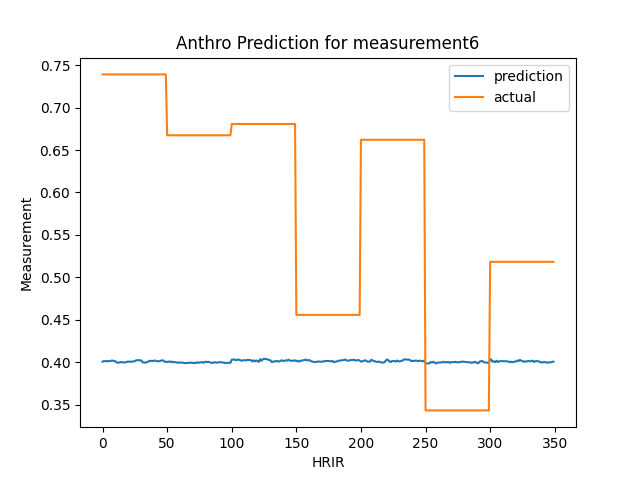 Anthro Prediction for measurement6
prediction
actual
0.75
0.70
0.65
0.60
0.55
0.50
0.45
0.40
0.35
Measurement
0 50 100 150 200 250 300 350
HRIR